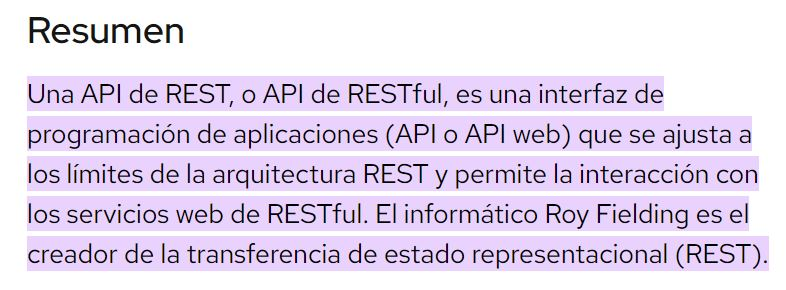 Resumen
Una API de REST, o API de RESTful, es una interfaz de
programación de aplicaciones (API o API web) que se ajusta a
los límites de la arquitectura REST y permite la interacción con
los servicios web de RESTful. El informático Roy Fielding es el
creador de la transferencia de estado representacional (REST).